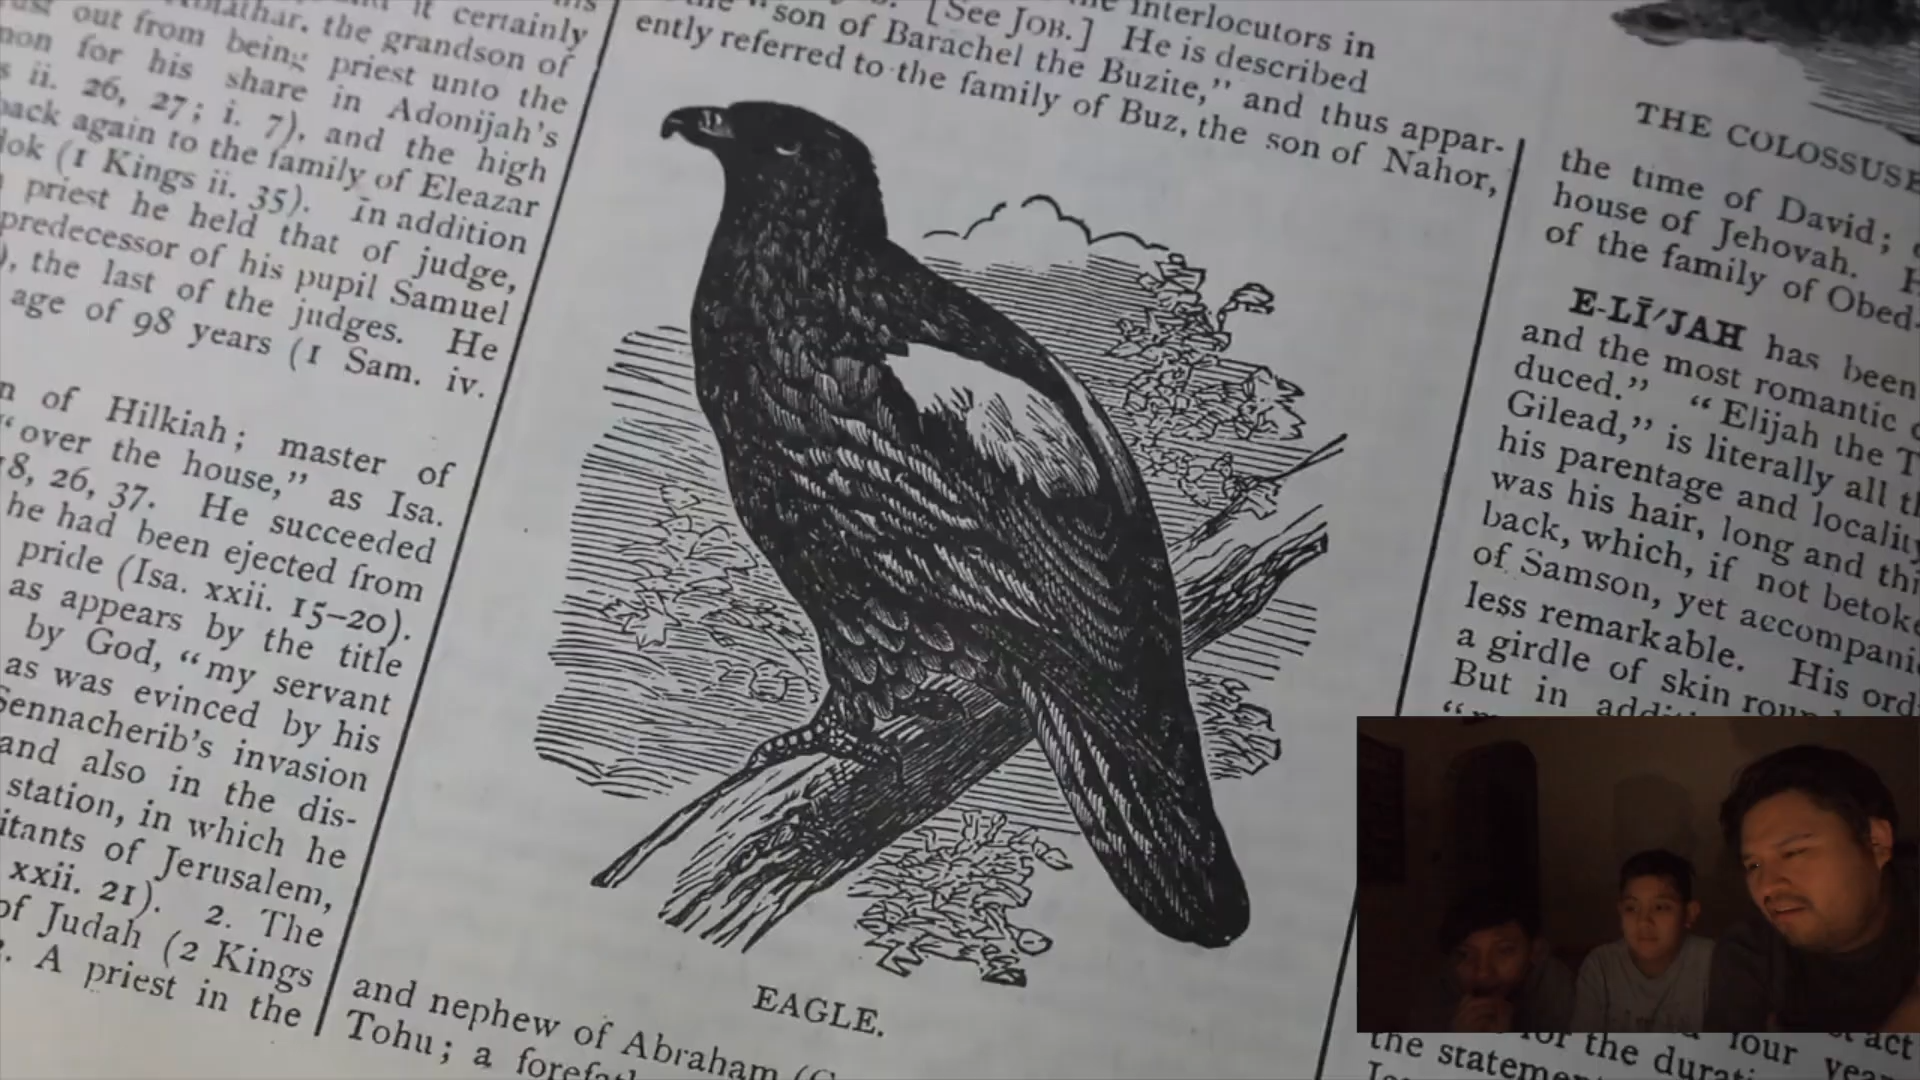 it certainly
out from being priest unto the
the grandson of
for his share in Adonijah's
ii. 26, 27; i. 7), and the high
back again to the family of Eleazar
(1 Kings ii. 35). In addition
priest he held that of judge,
predecessor of his pupil Samuel
the last of the judges. He
age of 98 years (1 Sam. iv.
of Hilkiah; master of
"over the house," as Isa.
8, 26, 37. He succeeded
he had been ejected from
pride (Isa. xxii. 15-20).
as appears by the title
by God, "my servant
as was evinced by his
Sennacherib's invasion
and also in the dis-
station, in which he
of Jerusalem,
xxii. 21). 2. The
of Judah (2 Kings
A priest in the
interlocutors in
[See JOB.] He is described
"son of Barachel the Buzite," and thus appar-
ently referred to the family of Buz, the son of Nahor,
EAGLE.
and nephew of Abraham
Tohu; a
THE COLOSSUSE
the time of David;
house of Jehovah.
of the family of Obed-
E-LĪ′JAH has been
and the most romantic
duced." "Elijah the
Gilead," is literally all
his parentage and locality
was his hair, long and
back, which, if not
of Samson, yet
less remarkable. His
a girdle of skin
But in
act
for the
four
the